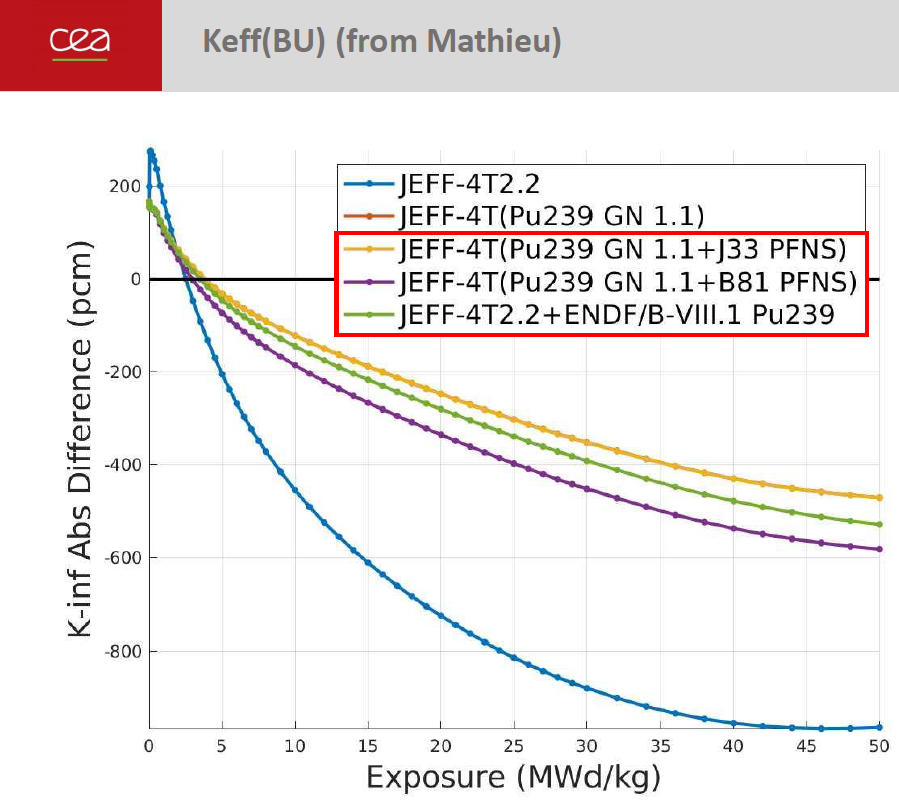 cea
Keff(BU) (from Mathieu)
JEFF-4T2.2
JEFF-4T(Pu239 GN 1.1)
JEFF-4T(Pu239 GN 1.1+J33 PFNS)
JEFF-4T(Pu239 GN 1.1+B81 PFNS)
JEFF-4T2.2+ENDF/B-VIII.1 Pu239
K-inf Abs Difference (pcm)
200
0
-200
-400
-600
-800
0 5 10 15 20 25 30 35 40 45 50
Exposure (MWd/kg)